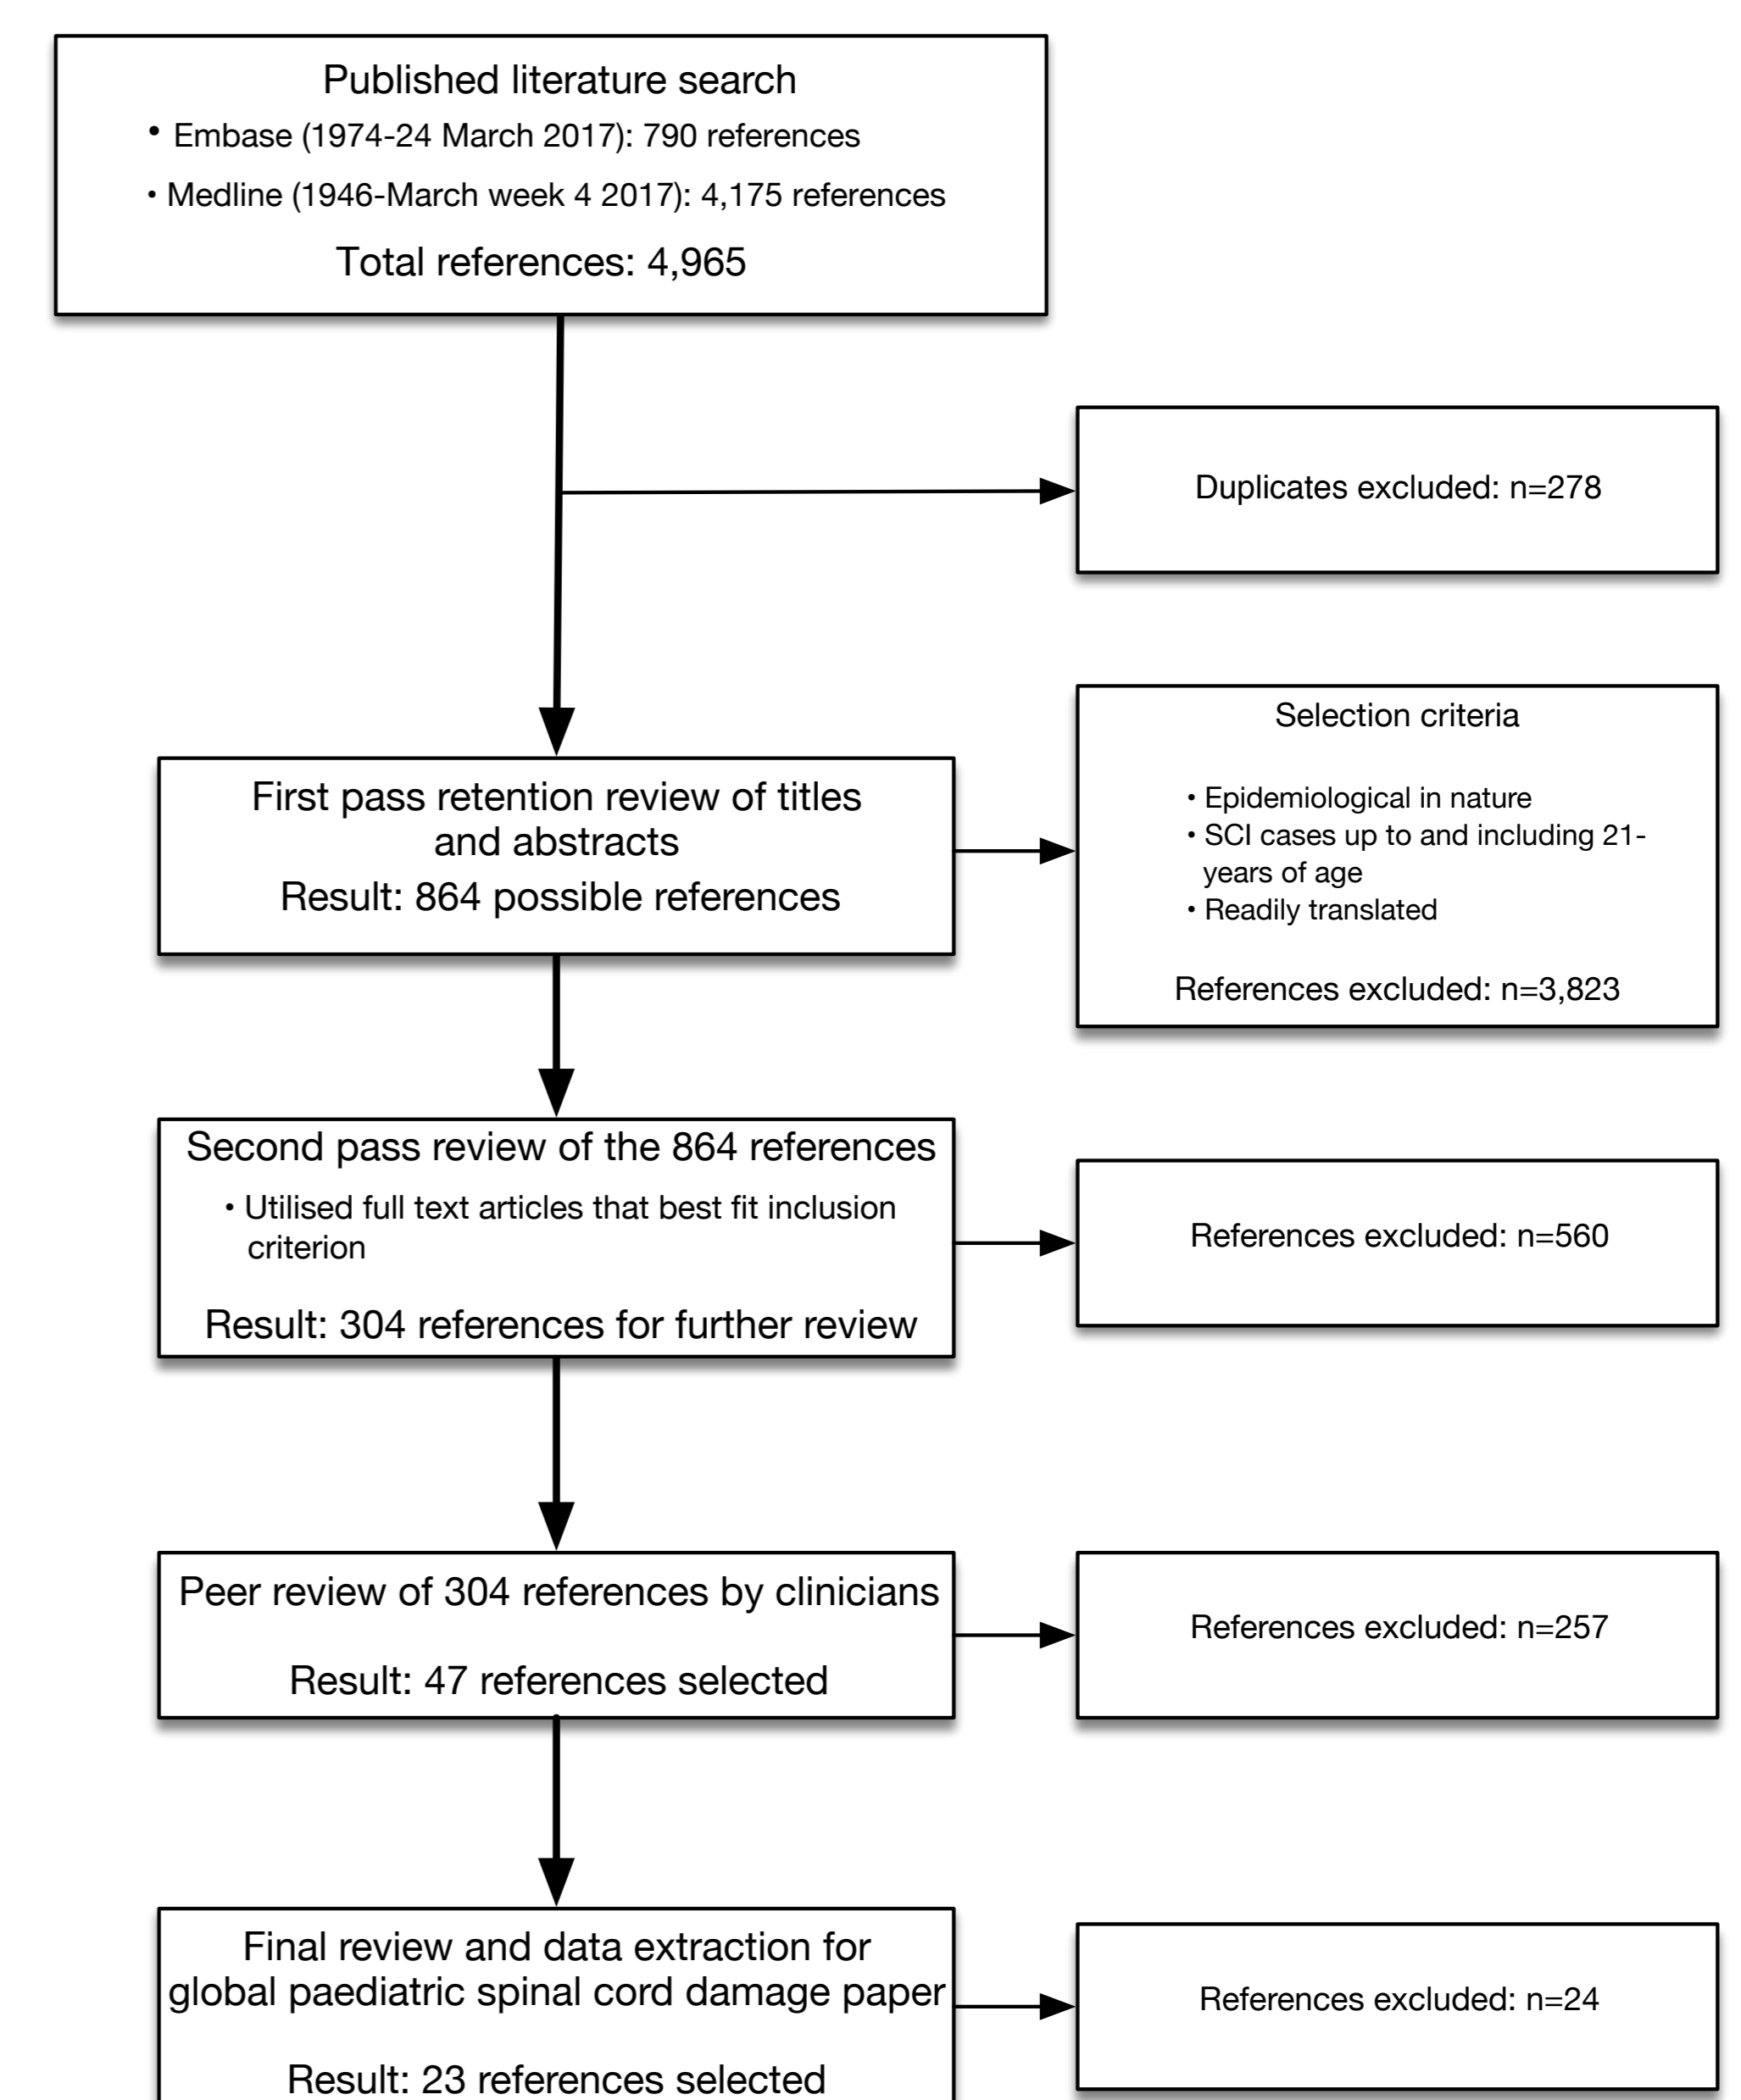 Published literature search
• Embase (1974-24 March 2017): 790 references
• Medline (1946-March week 4 2017): 4,175 references
Total references: 4,965
Duplicates excluded: n=278
First pass retention review of titles
and abstracts
Result: 864 possible references
Selection criteria
• Epidemiological in nature
• SCI cases up to and including 21-
years of age
• Readily translated
References excluded: n=3,823
Second pass review of the 864 references
• Utilised full text articles that best fit inclusion
criterion
Result: 304 references for further review
References excluded: n=560
Peer review of 304 references by clinicians
Result: 47 references selected
References excluded: n=257
Final review and data extraction for
global paediatric spinal cord damage paper
Result: 23 references selected
References excluded: n=24